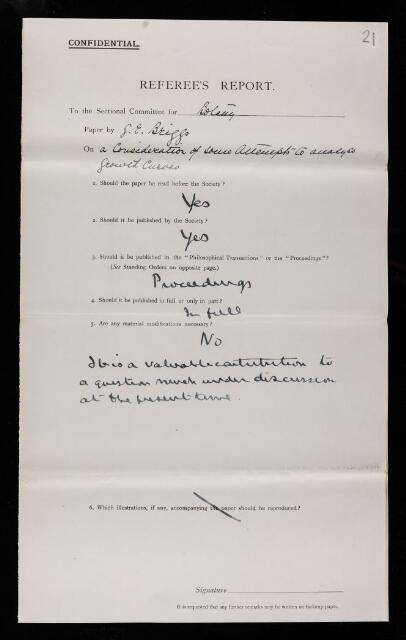 21
CONFIDENTIAL.
REFEREE'S REPORT.
To the Sectional Committee for Botany
Paper by G. E. Briggs
On a Consideration of some Attempts to analyse
Growth Curves
1. Should the paper be read before the Society?
Yes
2. Should it be published by the Society?
Yes
3. Should it be published in the "Philosophical Transactions" or the "Proceedings"?
(See Standing Orders on opposite page.)
Proceedings
4. Should it be published in full or only in part?
In full
5. Are any material modifications necessary?
No
It is a valuable contribution to
a question much under discussion
at the present time.
6. Which illustrations, if any, accompanying the paper should be reproduced?
Signature
It is requested that any further remarks may be written on foolscap paper.